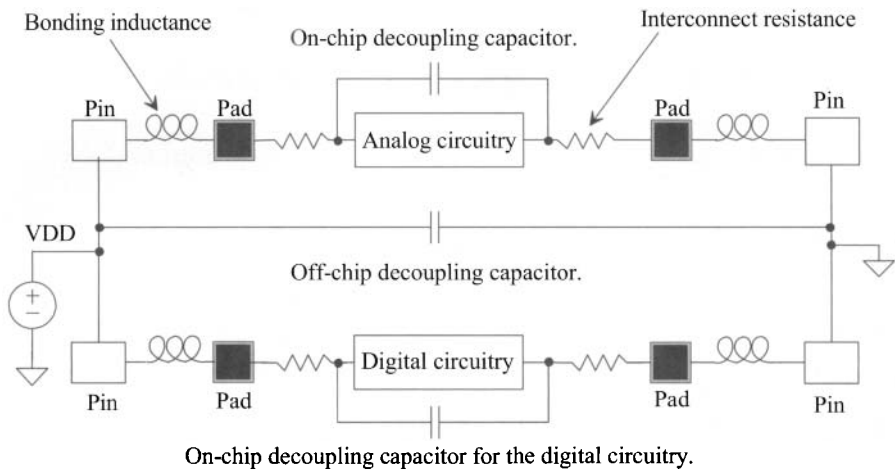 Bonding inductance
Interconnect resistance
On-chip decoupling capacitor.
Pin
Pad
Analog circuitry
Pad
Pin
VDD
Off-chip decoupling capacitor.
+
−
Digital circuitry
Pin
Pad
Pad
Pin
On-chip decoupling capacitor for the digital circuitry.